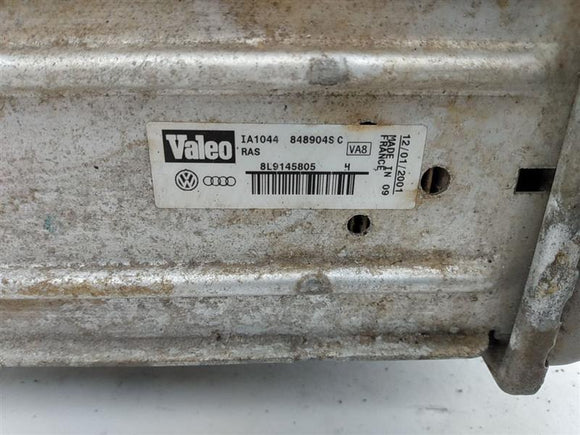 Valeo IA1044 848904S C
RAS VA8
8L9145805 H
12/01/2001
MADE IN 09
FRANCE